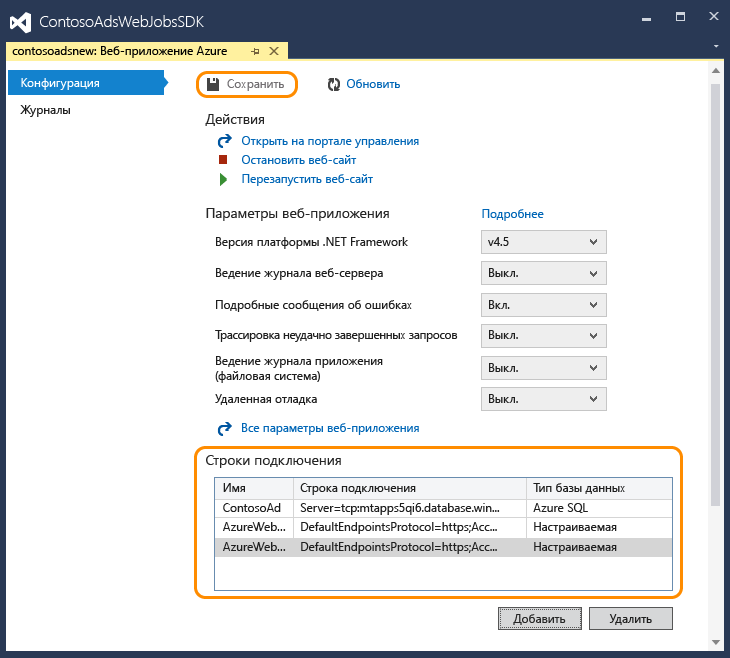 ContosoAdsWebJobsSDK
contosoadsnew: Веб-приложение Azure
Конфигурация
Журналы
Сохранить Обновить
Действия
Открыть на портале управления
Остановить веб-сайт
Перезапустить веб-сайт
Параметры веб-приложения Подробнее
Версия платформы .NET Framework v4.5
Ведение журнала веб-сервера Выкл.
Подробные сообщения об ошибках Вкл.
Трассировка неудачно завершенных запросов Выкл.
Ведение журнала приложения
(файловая система) Выкл.
Удаленная отладка Выкл.
Все параметры веб-приложения
Строки подключения
Имя Строка подключения Тип базы данных
ContosoAd Server=tcp:mtapps5qi6.database.win... Azure SQL
AzureWeb... DefaultEndpointsProtocol=https;Acc... Настраиваемая
AzureWeb... DefaultEndpointsProtocol=https;Acc... Настраиваемая
Добавить Удалить